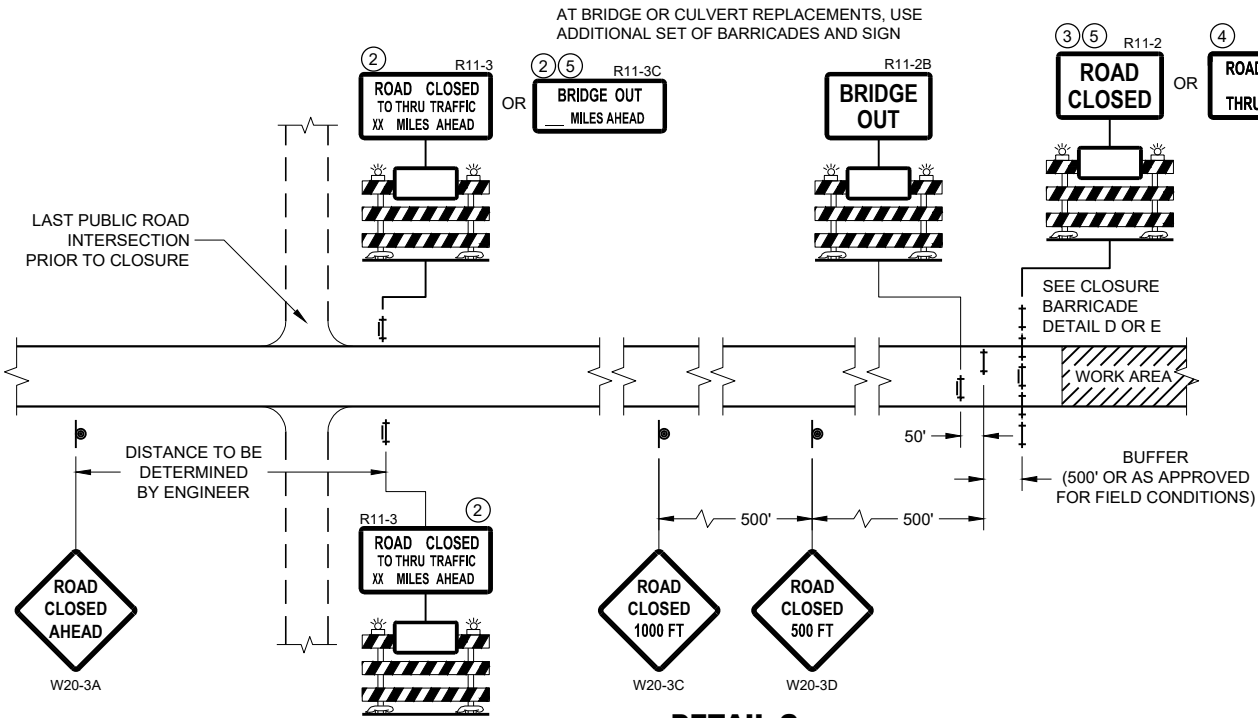 AT BRIDGE OR CULVERT REPLACEMENTS, USE
ADDITIONAL SET OF BARRICADES AND SIGN
2
R11-3
ROAD CLOSED
TO THRU TRAFFIC
XX MILES AHEAD
OR
2 5
R11-3C
BRIDGE OUT
___ MILES AHEAD
R11-2B
BRIDGE
OUT
3 5
R11-2
ROAD
CLOSED
OR
4
ROAD
THRU
LAST PUBLIC ROAD
INTERSECTION
PRIOR TO CLOSURE
SEE CLOSURE
BARRICADE
DETAIL D OR E
WORK AREA
DISTANCE TO BE
DETERMINED
BY ENGINEER
50'
BUFFER
(500' OR AS APPROVED
FOR FIELD CONDITIONS)
500'
500'
R11-3
2
ROAD CLOSED
TO THRU TRAFFIC
XX MILES AHEAD
ROAD
CLOSED
AHEAD
W20-3A
ROAD
CLOSED
1000 FT
W20-3C
ROAD
CLOSED
500 FT
W20-3D